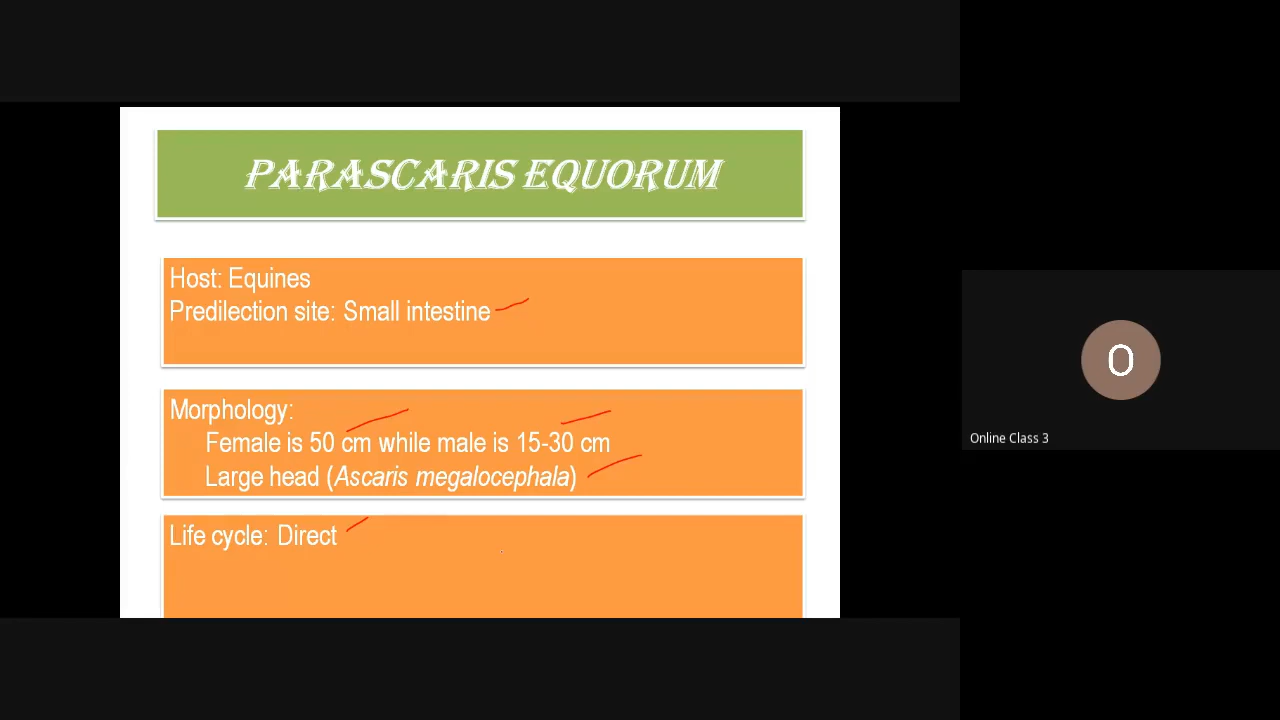 PARASCARIS EQUORUM
Host: Equines
Predilection site: Small intestine
Morphology:
Female is 50 cm while male is 15-30 cm
Large head (Ascaris megalocephala)
Life cycle: Direct
O
Online Class 3